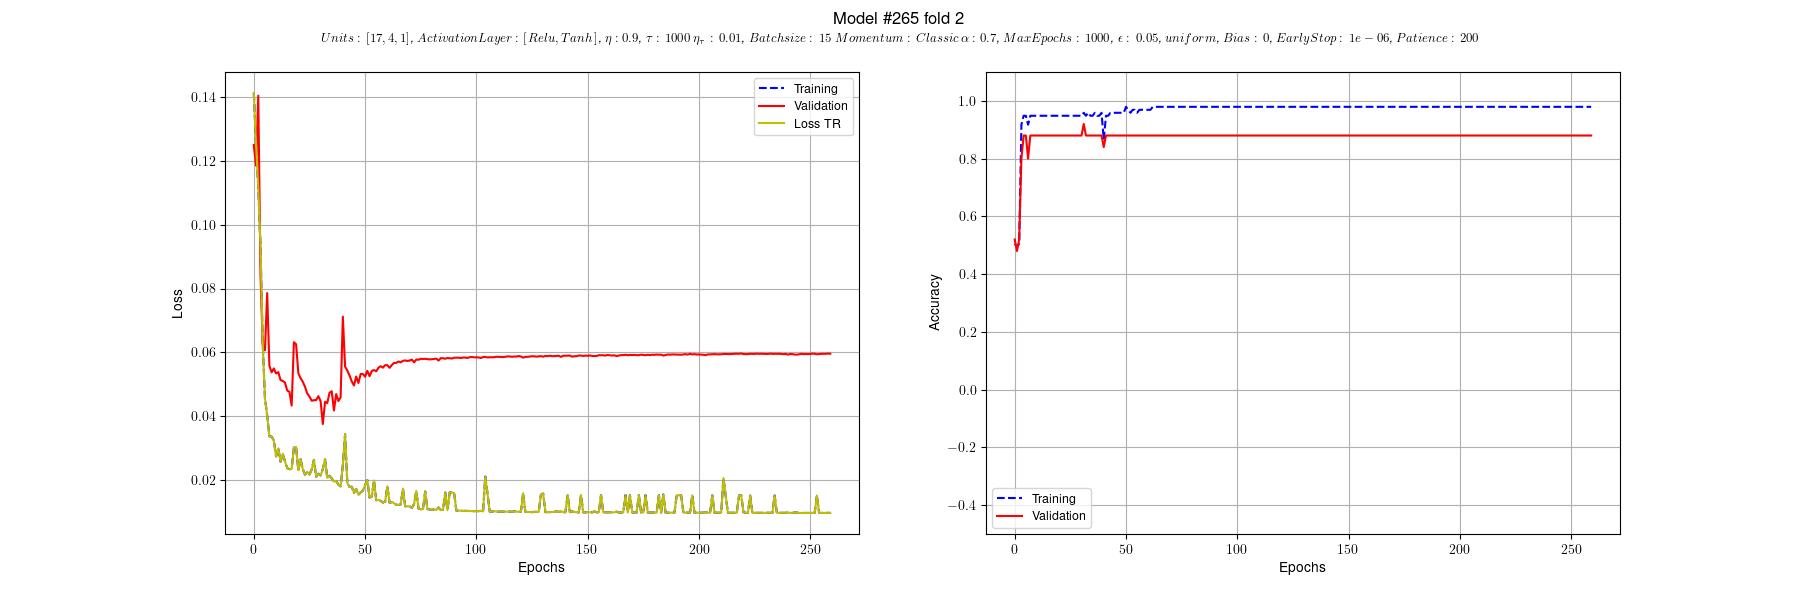 Model #265 fold 2
Units : [17, 4, 1], ActivationLayer : [Relu, Tanh], η : 0.9, τ : 1000 ητ : 0.01, Batchsize : 15 Momentum : Classic α : 0.7, MaxEpochs : 1000, ϵ : 0.05, uniform, Bias : 0, EarlyStop : 1e − 06, Patience : 200
Loss
0.14
0.12
0.10
0.08
0.06
0.04
0.02
Training
Validation
Loss TR
0 50 100 150 200 250
Epochs
Accuracy
1.0
0.8
0.6
0.4
0.2
0.0
−0.2
−0.4
Training
Validation
0 50 100 150 200 250
Epochs